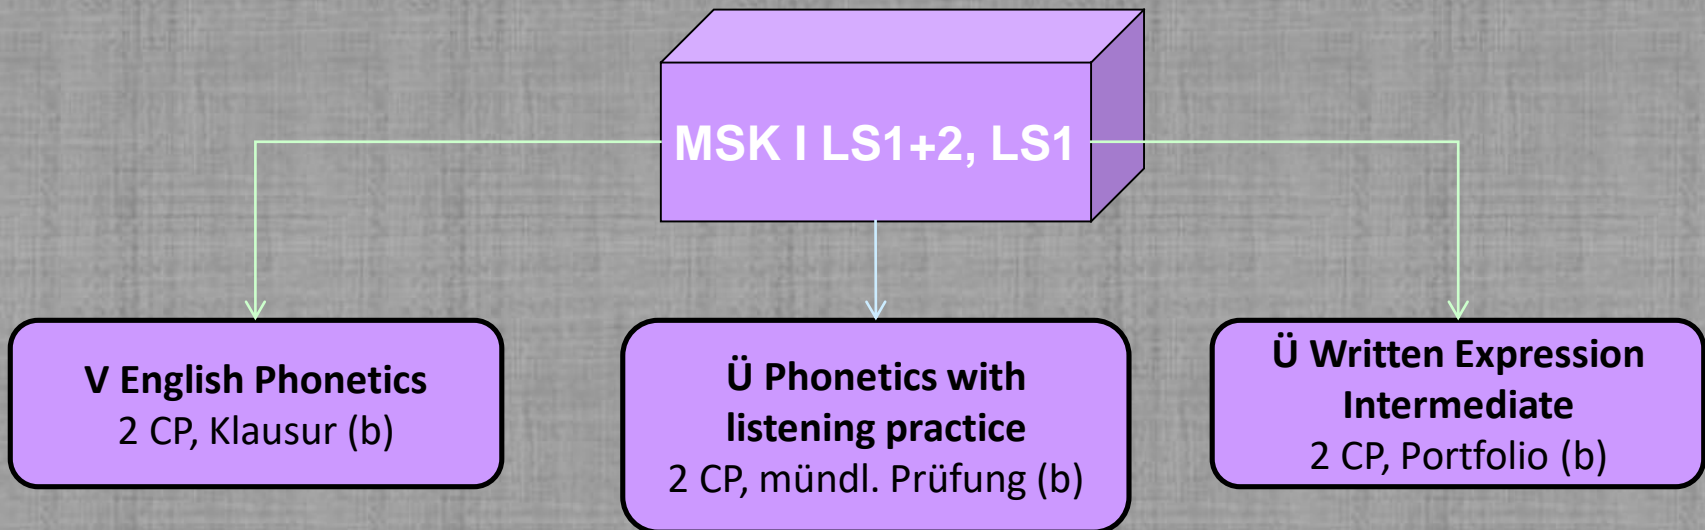 MSK I LS1+2, LS1
V English Phonetics
2 CP, Klausur (b)
Ü Phonetics with
listening practice
2 CP, mündl. Prüfung (b)
Ü Written Expression
Intermediate
2 CP, Portfolio (b)